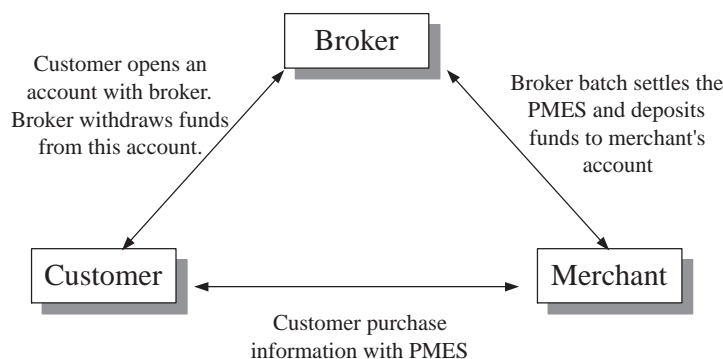 Broker
Customer opens an
account with broker.
Broker withdraws funds
from this account.
Broker batch settles the
PMES and deposits
funds to merchant's
account
Customer
Merchant
Customer purchase
information with PMES